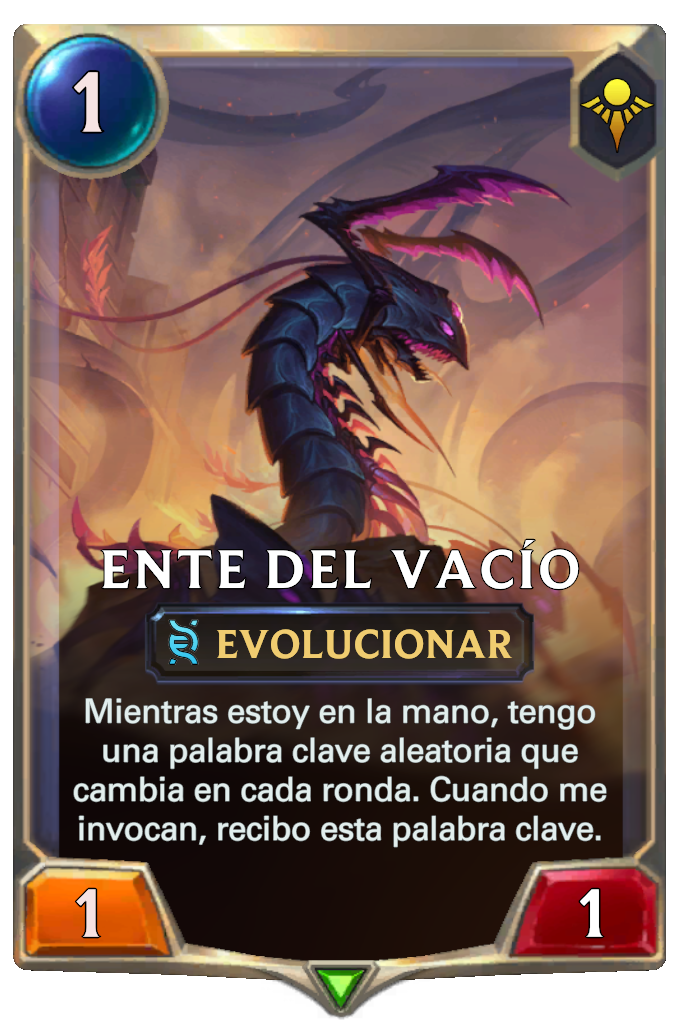 1
ENTE DEL VACÍO
EVOLUCIONAR
Mientras estoy en la mano, tengo
una palabra clave aleatoria que
cambia en cada ronda. Cuando me
invocan, recibo esta palabra clave.
1
1